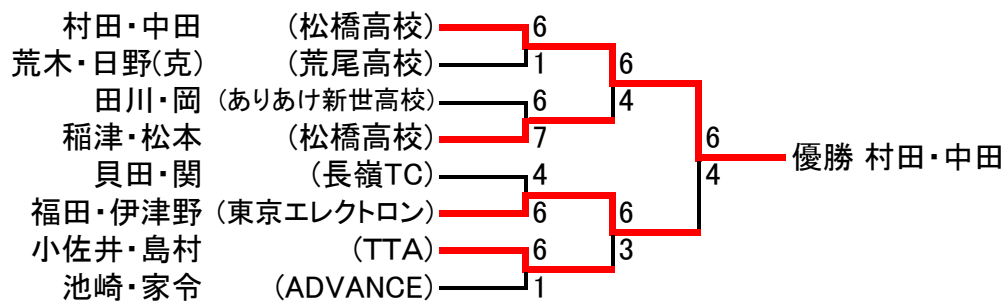 村田・中田 (松橋高校) 6
荒木・日野(克) (荒尾高校) 1
6
4
田川・岡 (ありあけ新世高校) 6
稲津・松本 (松橋高校) 7
6
4
優勝 村田・中田
貝田・関 (長嶺TC) 4
福田・伊津野 (東京エレクトロン) 6
6
3
小佐井・島村 (TTA) 6
池崎・家令 (ADVANCE) 1